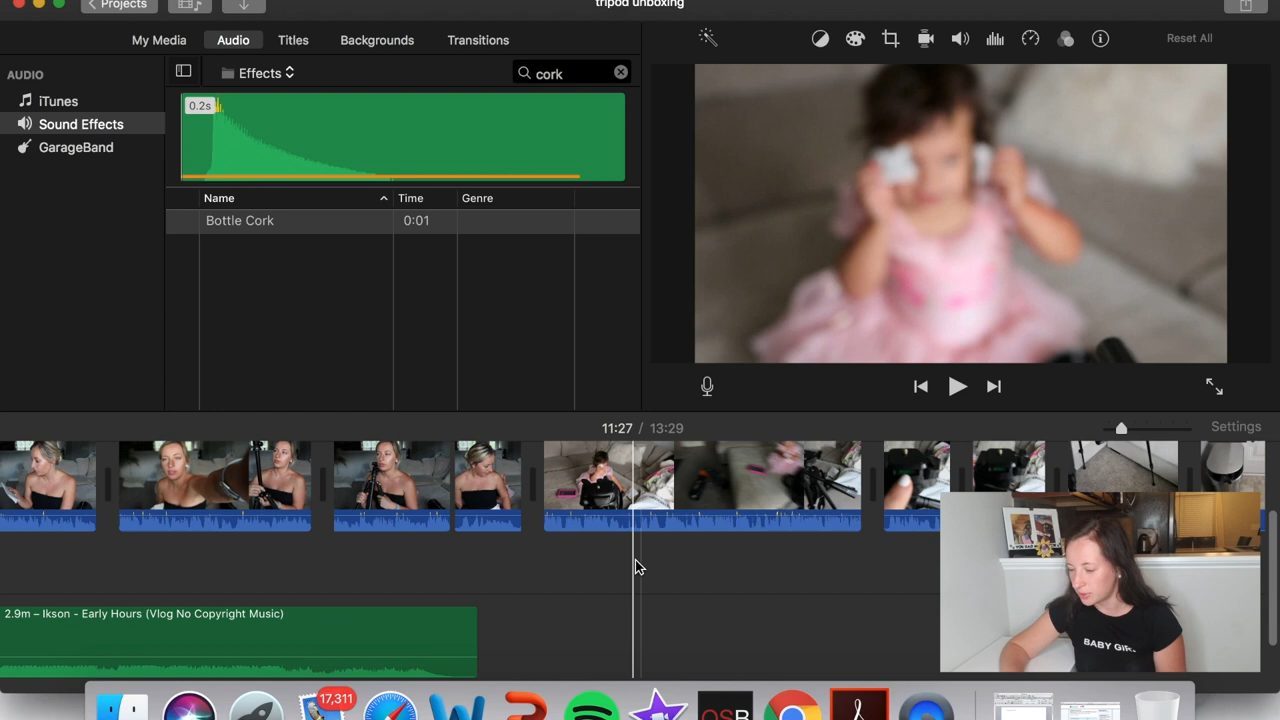 Projects
tripod unboxing
My Media Audio Titles Backgrounds Transitions
Reset All
AUDIO
Effects
cork
iTunes
Sound Effects
GarageBand
0.2s
Name Time Genre
Bottle Cork 0:01
11:27 / 13:29
Settings
2.9m – Ikson - Early Hours (Vlog No Copyright Music)
BABY GIRL
17,311
OSB